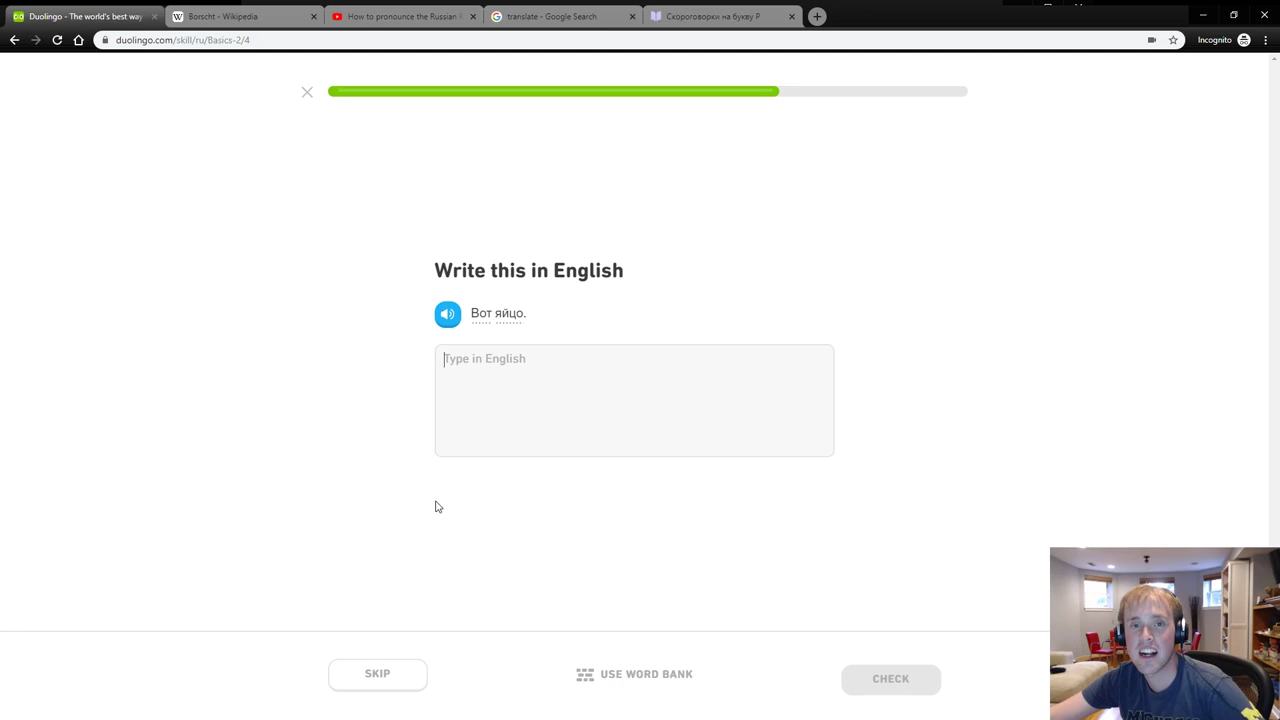 Duolingo - The world's best way
Borscht - Wikipedia
How to pronounce the Russian
translate - Google Search
Скороговорки на букву Р
duolingo.com/skill/ru/Basics-2/4
Incognito
Write this in English
Вот яйцо.
Type in English
SKIP
USE WORD BANK
CHECK